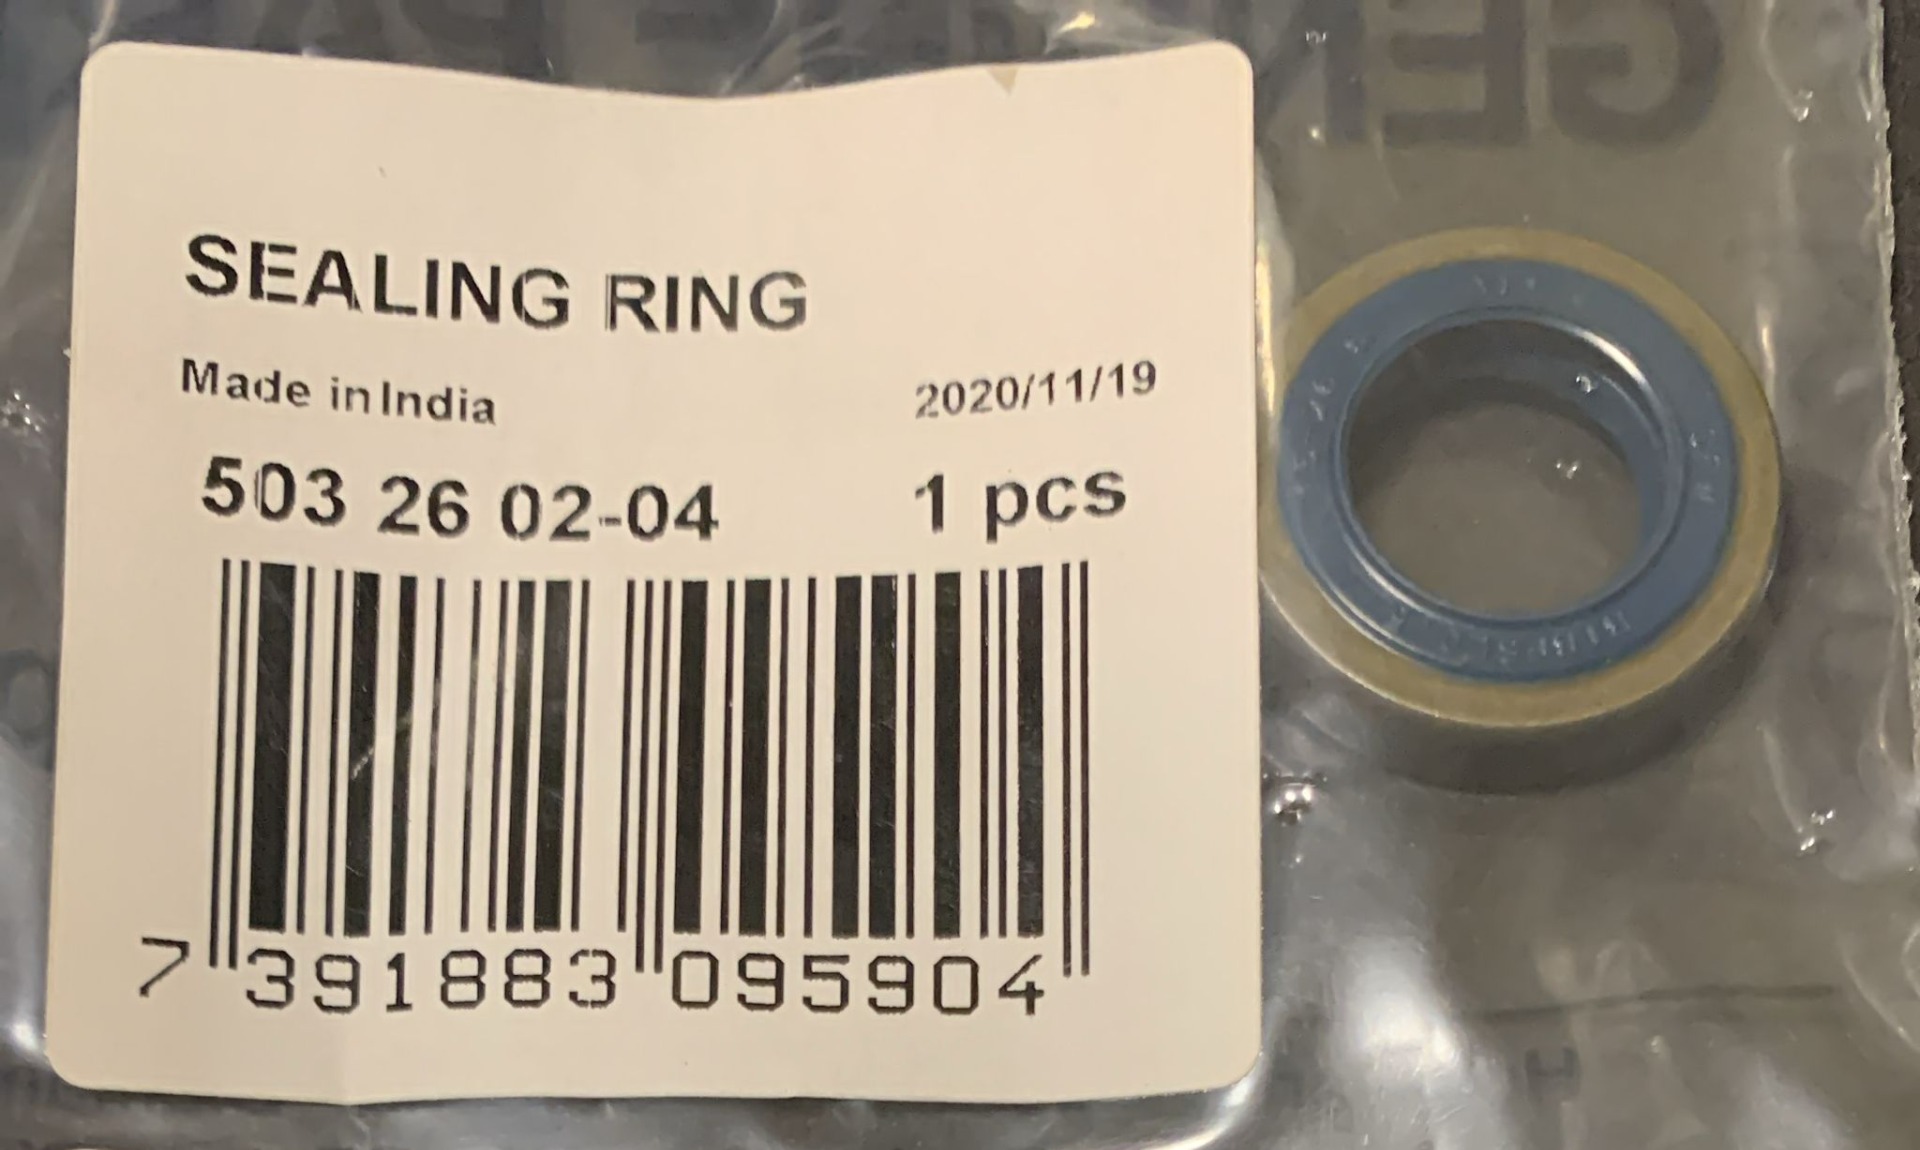 SEALING RING
Made in India 2020/11/19
503 26 02-04 1 pcs
7 391883 095904